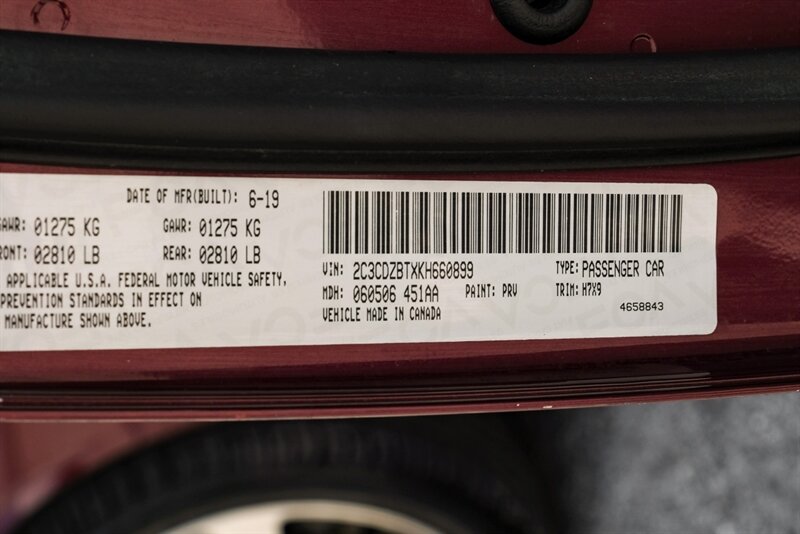 DATE OF MFR(BUILT): 6-19
GAWR: 01275 KG GAWR: 01275 KG
FRONT: 02810 LB REAR: 02810 LB
APPLICABLE U.S.A. FEDERAL MOTOR VEHICLE SAFETY,
PREVENTION STANDARDS IN EFFECT ON
MANUFACTURE SHOWN ABOVE.
VIN: 2C3CDZBTXKH660899 TYPE: PASSENGER CAR
MDH: 060506 451AA PAINT: PRV TRIM: H7X9
VEHICLE MADE IN CANADA 4658843